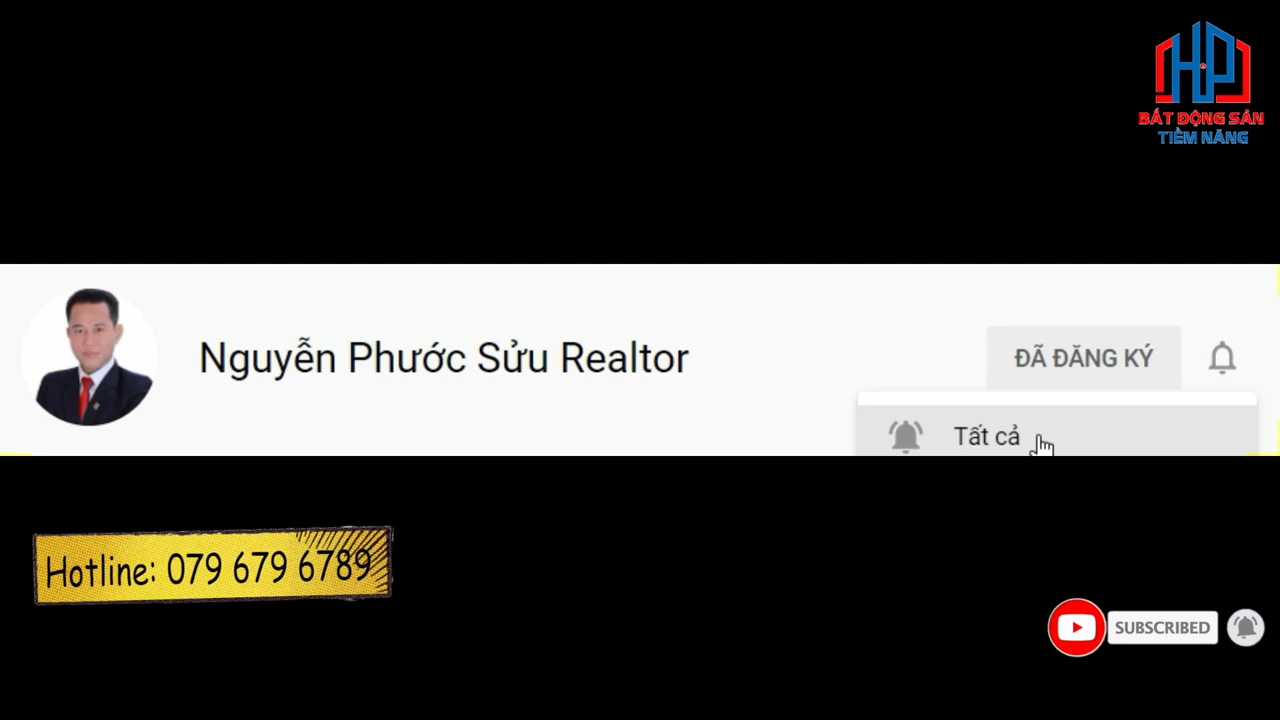 HP
BẤT ĐỘNG SẢN
TIỀM NĂNG
Nguyễn Phước Sửu Realtor
ĐÃ ĐĂNG KÝ
Tất cả
Hotline: 079 679 6789
SUBSCRIBED